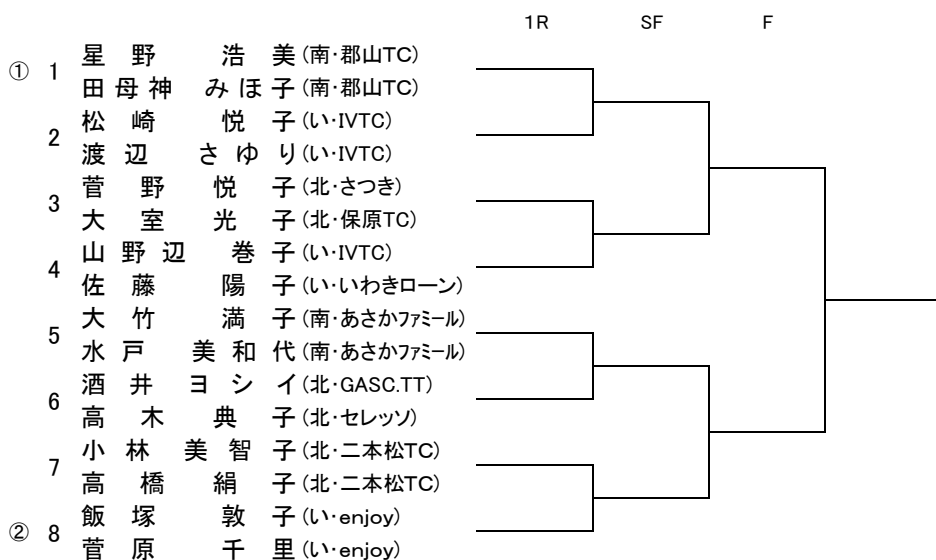 1R SF F
① 1 星野 浩美 (南・郡山TC)
田母神 みほ子 (南・郡山TC)
2 松崎 悦子 (い・IVTC)
渡辺 さゆり (い・IVTC)
3 菅野 悦子 (北・さつき)
大室 光子 (北・保原TC)
4 山野辺 巻子 (い・IVTC)
佐藤 陽子 (い・いわきローン)
5 大竹 満子 (南・あさかファミール)
水戸 美和代 (南・あさかファミール)
6 酒井 ヨシイ (北・GASC.TT)
高木 典子 (北・セレッソ)
7 小林 美智子 (北・二本松TC)
高橋 絹子 (北・二本松TC)
② 8 飯塚 敦子 (い・enjoy)
菅原 千里 (い・enjoy)